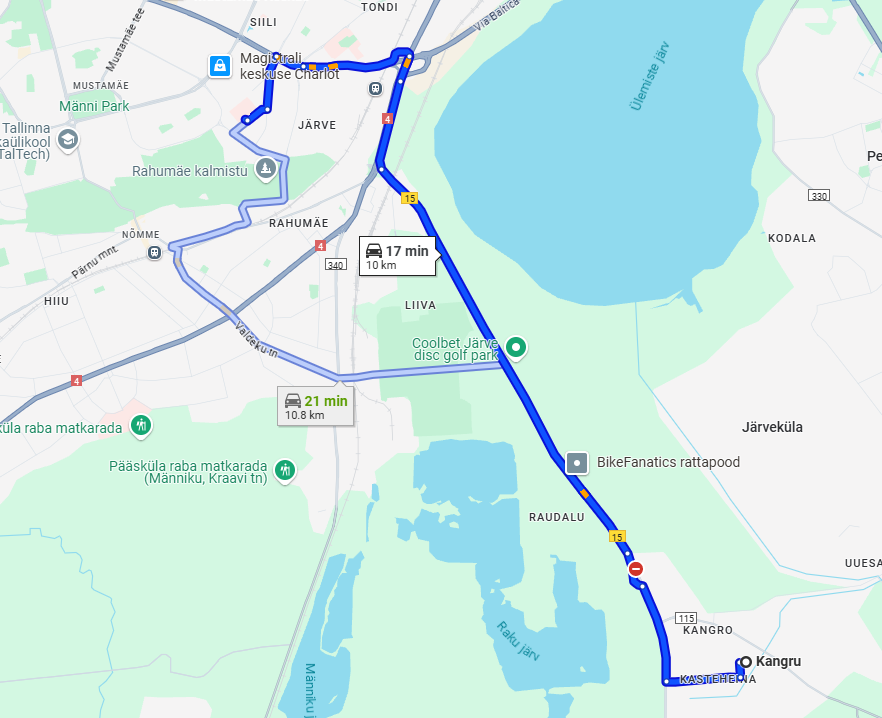 TONDI
Via Baltica
SIILI
Mustamäe tee
Magistrali
keskuse Charlot
MUSTAMÄE
Männi Park
4
Ülemiste järv
Tallinna
kaülikool
TalTech)
JÄRVE
Pe
Rahumäe kalmistu
15
330
RAHUMÄE
NÕMME
4
KODALA
Pärnu mnt.
340
17 min
10 km
HIIU
LIIVA
Valdeku tn
Coolbet Järve
disc golf park
4
21 min
10.8 km
küla raba matkarada
Järveküla
Pääsküla raba matkarada
(Männiku, Kraavi tn)
BikeFanatics rattapood
RAUDALU
15
UUESA
115
KANGRO
Raku järv
Kangru
KASTEHEINA
Männiku j